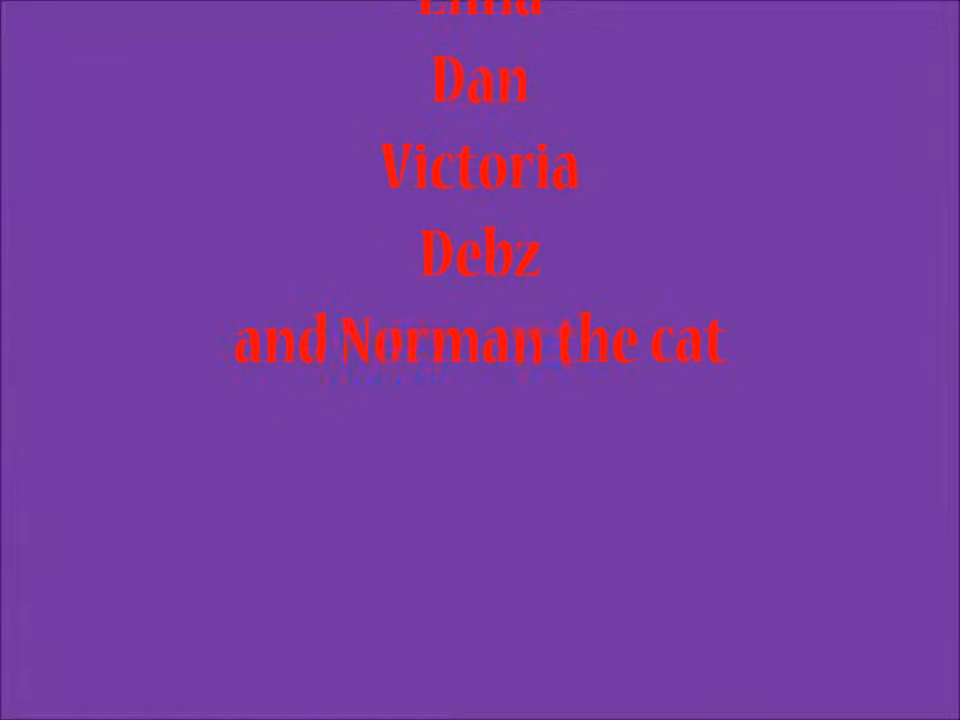 Dan
Victoria
Debz
and Norman the cat